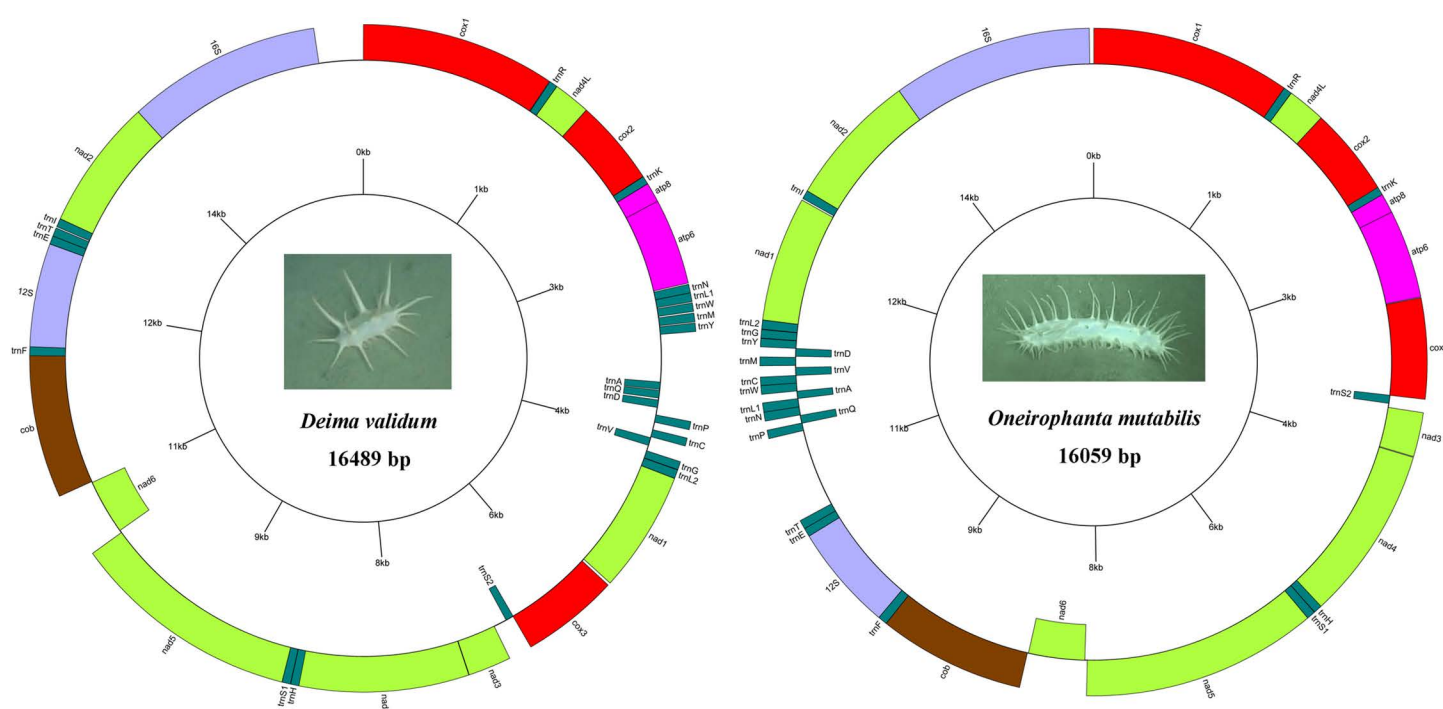 cox1
trnR
nad4L
cox2
trnK
atp8
atp6
trnN
trnL1
trnW
trnM
trnY
trnA
trnQ
trnD
trnP
trnC
trnV
trnG
trnL2
nad1
cox3
trnS2
nad3
nad
trnH
trnS1
nad5
nad6
cob
trnF
12S
trnE
trnT
trnI
nad2
16S
0kb
1kb
3kb
4kb
6kb
8kb
9kb
11kb
12kb
14kb
Deima validum
16489 bp
cox1
trnR
nad4L
cox2
trnK
atp8
atp6
cox
trnS2
nad3
nad4
trnH
trnS1
nad5
nad6
cob
trnF
12S
trnE
trnT
trnP
trnQ
trnN
trnL1
trnA
trnW
trnC
trnV
trnM
trnD
trnY
trnG
trnL2
nad1
trnI
nad2
16S
0kb
1kb
3kb
4kb
6kb
8kb
9kb
11kb
12kb
14kb
Oneirophanta mutabilis
16059 bp